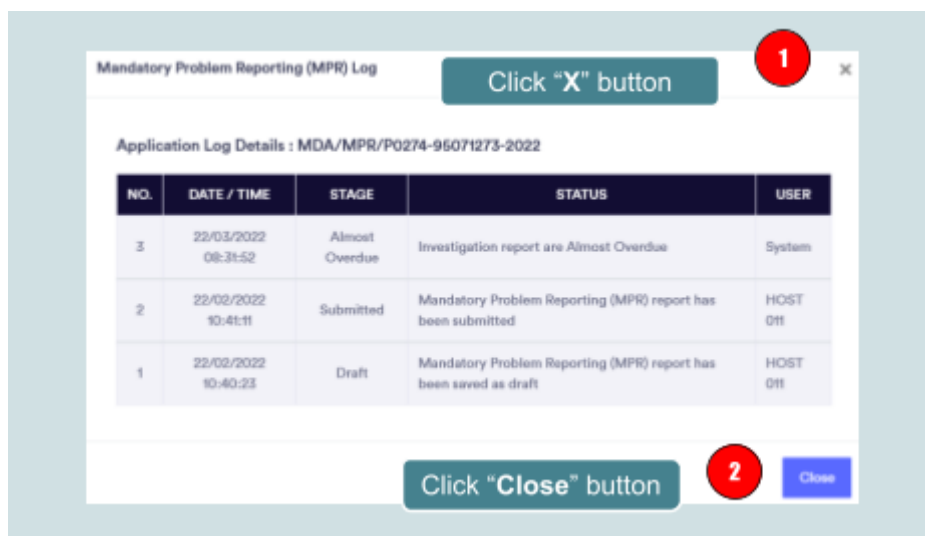 Mandatory Problem Reporting (MPR) Log
Click “X” button
1
×
Application Log Details : MDA/MPR/P0274-95071273-2022
NO. DATE / TIME STAGE STATUS USER
3 22/03/2022 08:31:52 Almost Overdue Investigation report are Almost Overdue System
2 22/02/2022 10:41:11 Submitted Mandatory Problem Reporting (MPR) report has been submitted HOST 011
1 22/02/2022 10:40:23 Draft Mandatory Problem Reporting (MPR) report has been saved as draft HOST 011
Click “Close” button
2
Close